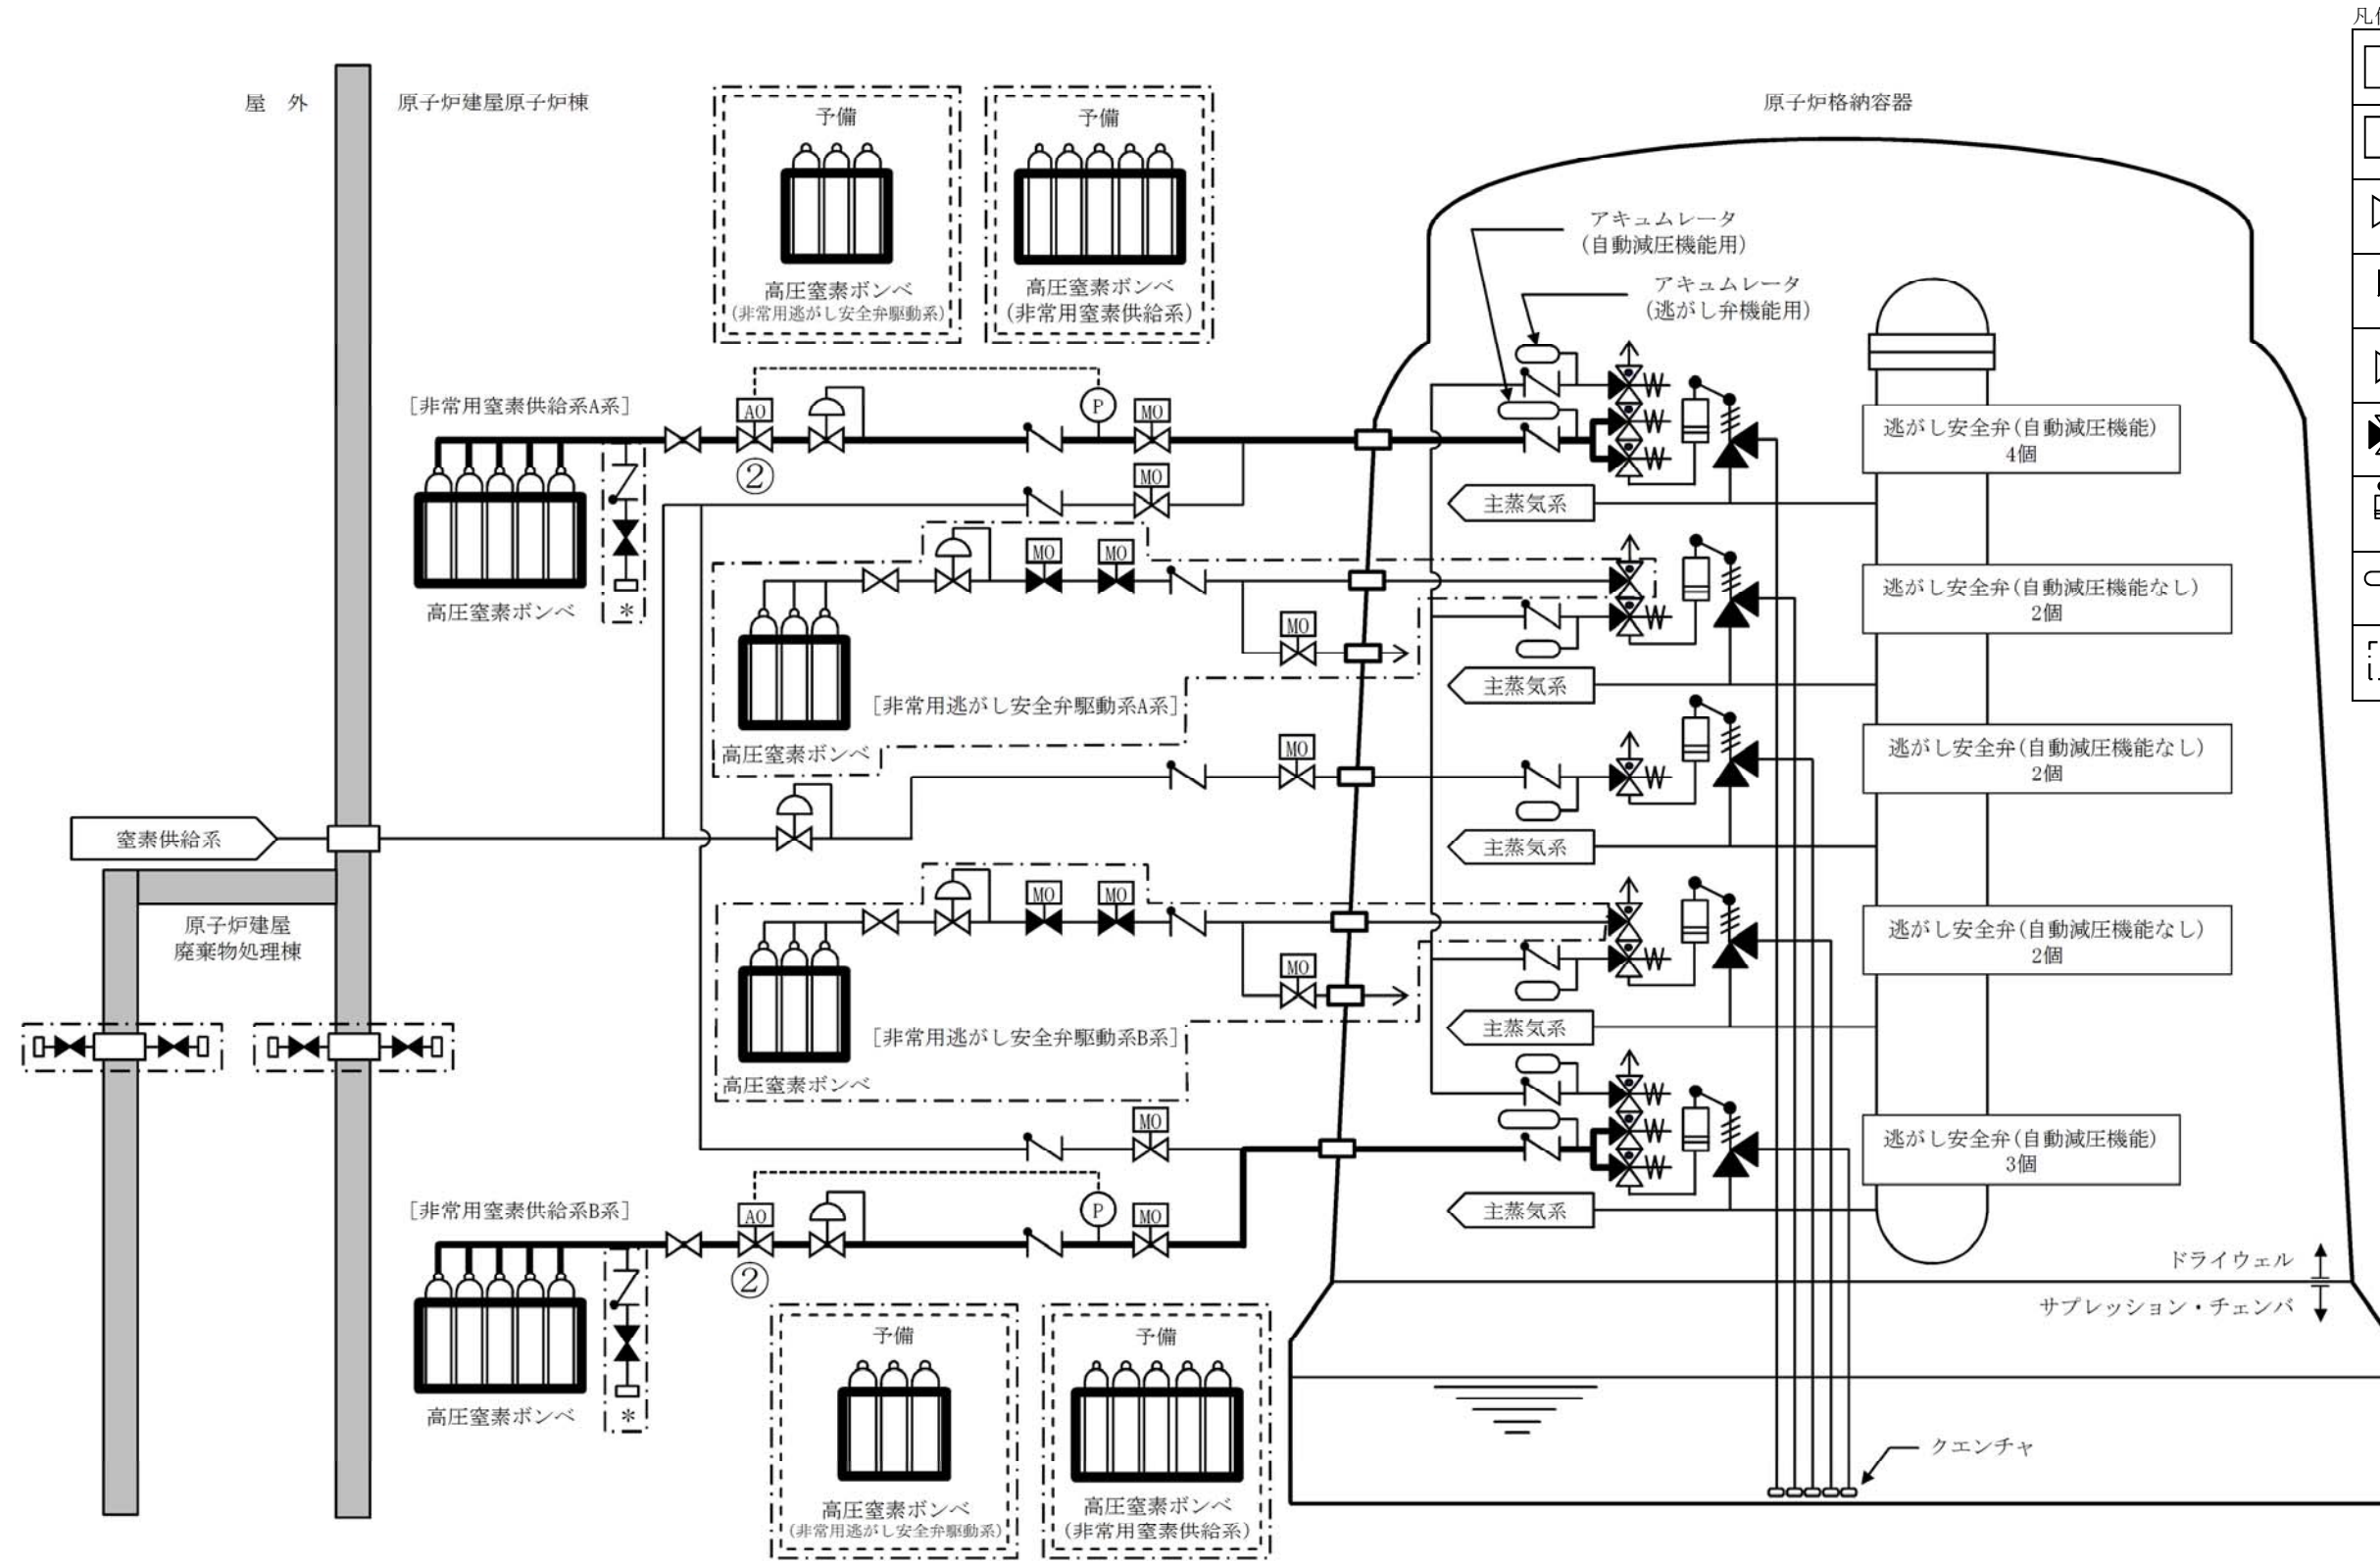 凡
屋　外
原子炉建屋原子炉棟
予備
予備
原子炉格納容器
高圧窒素ボンベ
(非常用逃がし安全弁駆動系)
高圧窒素ボンベ
(非常用窒素供給系)
アキュムレータ
(自動減圧機能用)
アキュムレータ
(逃がし弁機能用)
[非常用窒素供給系A系]
AO
P
MO
②
MO
逃がし安全弁(自動減圧機能)
4個
主蒸気系
高圧窒素ボンベ
*
MO
MO
MO
逃がし安全弁(自動減圧機能なし)
2個
主蒸気系
[非常用逃がし安全弁駆動系A系]
高圧窒素ボンベ
MO
逃がし安全弁(自動減圧機能なし)
2個
窒素供給系
主蒸気系
原子炉建屋
廃棄物処理棟
MO
MO
MO
逃がし安全弁(自動減圧機能なし)
2個
主蒸気系
[非常用逃がし安全弁駆動系B系]
高圧窒素ボンベ
MO
逃がし安全弁(自動減圧機能)
3個
主蒸気系
[非常用窒素供給系B系]
AO
P
MO
②
ドライウェル
サプレッション・チェンバ
高圧窒素ボンベ
*
予備
予備
クエンチャ
高圧窒素ボンベ
(非常用逃がし安全弁駆動系)
高圧窒素ボンベ
(非常用窒素供給系)